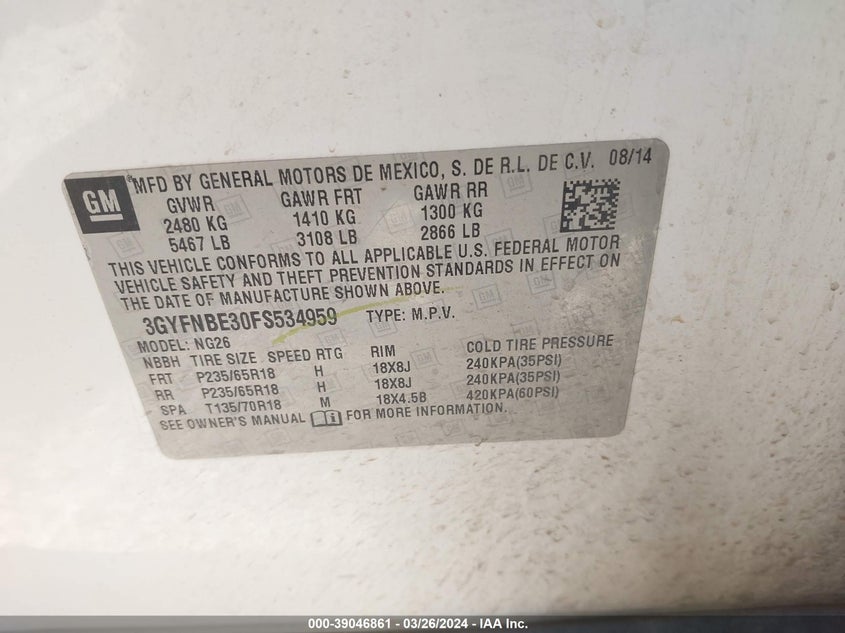 GM
®MFD BY GENERAL MOTORS DE MEXICO, S. DE R.L. DE C.V. 08/14
GVWR GAWR FRT GAWR RR
2480 KG 1410 KG 1300 KG
5467 LB 3108 LB 2866 LB
THIS VEHICLE CONFORMS TO ALL APPLICABLE U.S. FEDERAL MOTOR
VEHICLE SAFETY AND THEFT PREVENTION STANDARDS IN EFFECT ON
THE DATE OF MANUFACTURE SHOWN ABOVE.
3GYFNBE30FS534959 TYPE: M.P.V.
MODEL: NG26
NBBH TIRE SIZE SPEED RTG RIM COLD TIRE PRESSURE
FRT P235/65R18 H 18X8J 240KPA(35PSI)
RR P235/65R18 H 18X8J 240KPA(35PSI)
SPA T135/70R18 M 18X4.5B 420KPA(60PSI)
SEE OWNER'S MANUAL FOR MORE INFORMATION.
000-39046861 - 03/26/2024 - IAA, Inc.